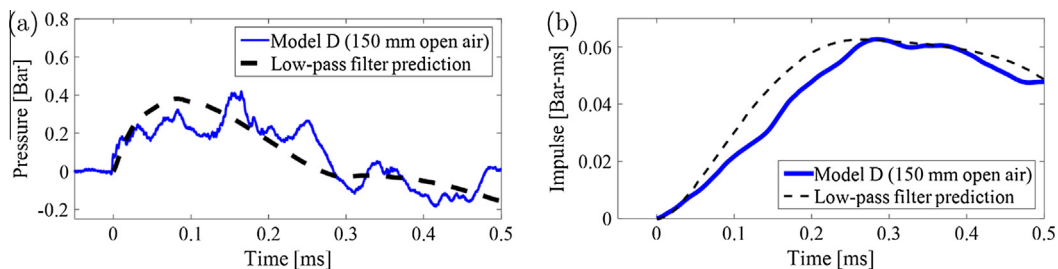 (a)
0.8
0.6
0.4
0.2
0
-0.2
Pressure [Bar]
Model D (150 mm open air)
Low-pass filter prediction
0 0.1 0.2 0.3 0.4 0.5
Time [ms]
(b)
0.06
0.04
0.02
0
Impulse [Bar-ms]
Model D (150 mm open air)
Low-pass filter prediction
0 0.1 0.2 0.3 0.4 0.5
Time [ms]